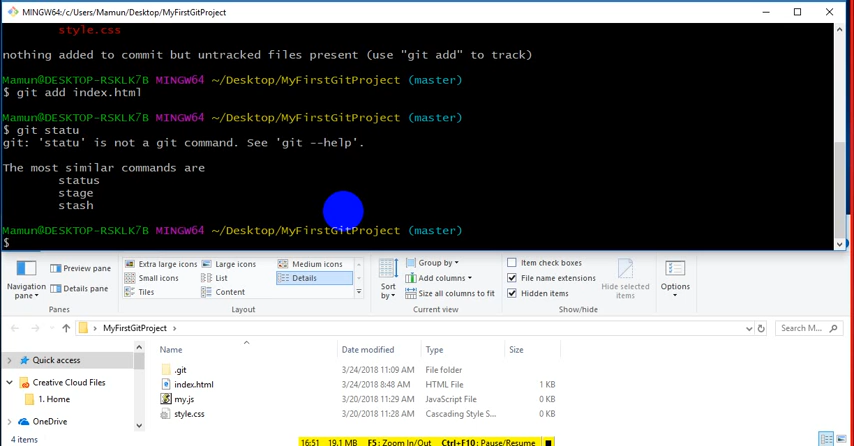 MINGW64:/c/Users/Mamun/Desktop/MyFirstGitProject
style.css
nothing added to commit but untracked files present (use "git add" to track)
Mamun@DESKTOP-RSKLK7B MINGW64 ~/Desktop/MyFirstGitProject (master)
$ git add index.html
Mamun@DESKTOP-RSKLK7B MINGW64 ~/Desktop/MyFirstGitProject (master)
$ git statu
git: 'statu' is not a git command. See 'git --help'.
The most similar commands are
status
stage
stash
Mamun@DESKTOP-RSKLK7B MINGW64 ~/Desktop/MyFirstGitProject (master)
$
Navigation pane
Preview pane
Details pane
Panes
Extra large icons
Large icons
Medium icons
Small icons
List
Details
Tiles
Content
Layout
Sort by
Group by
Add columns
Size all columns to fit
Current view
Item check boxes
File name extensions
Hidden items
Hide selected items
Show/hide
Options
MyFirstGitProject
Search M...
Quick access
Creative Cloud Files
1. Home
OneDrive
Name Date modified Type Size
.git 3/24/2018 11:09 AM File folder
index.html 3/24/2018 8:48 AM HTML File 1 KB
my.js 3/20/2018 11:29 AM JavaScript File 0 KB
style.css 3/20/2018 11:28 AM Cascading Style S... 0 KB
4 items
16:51 19.1 MB F5: Zoom In/Out Ctrl+F10: Pause/Resume